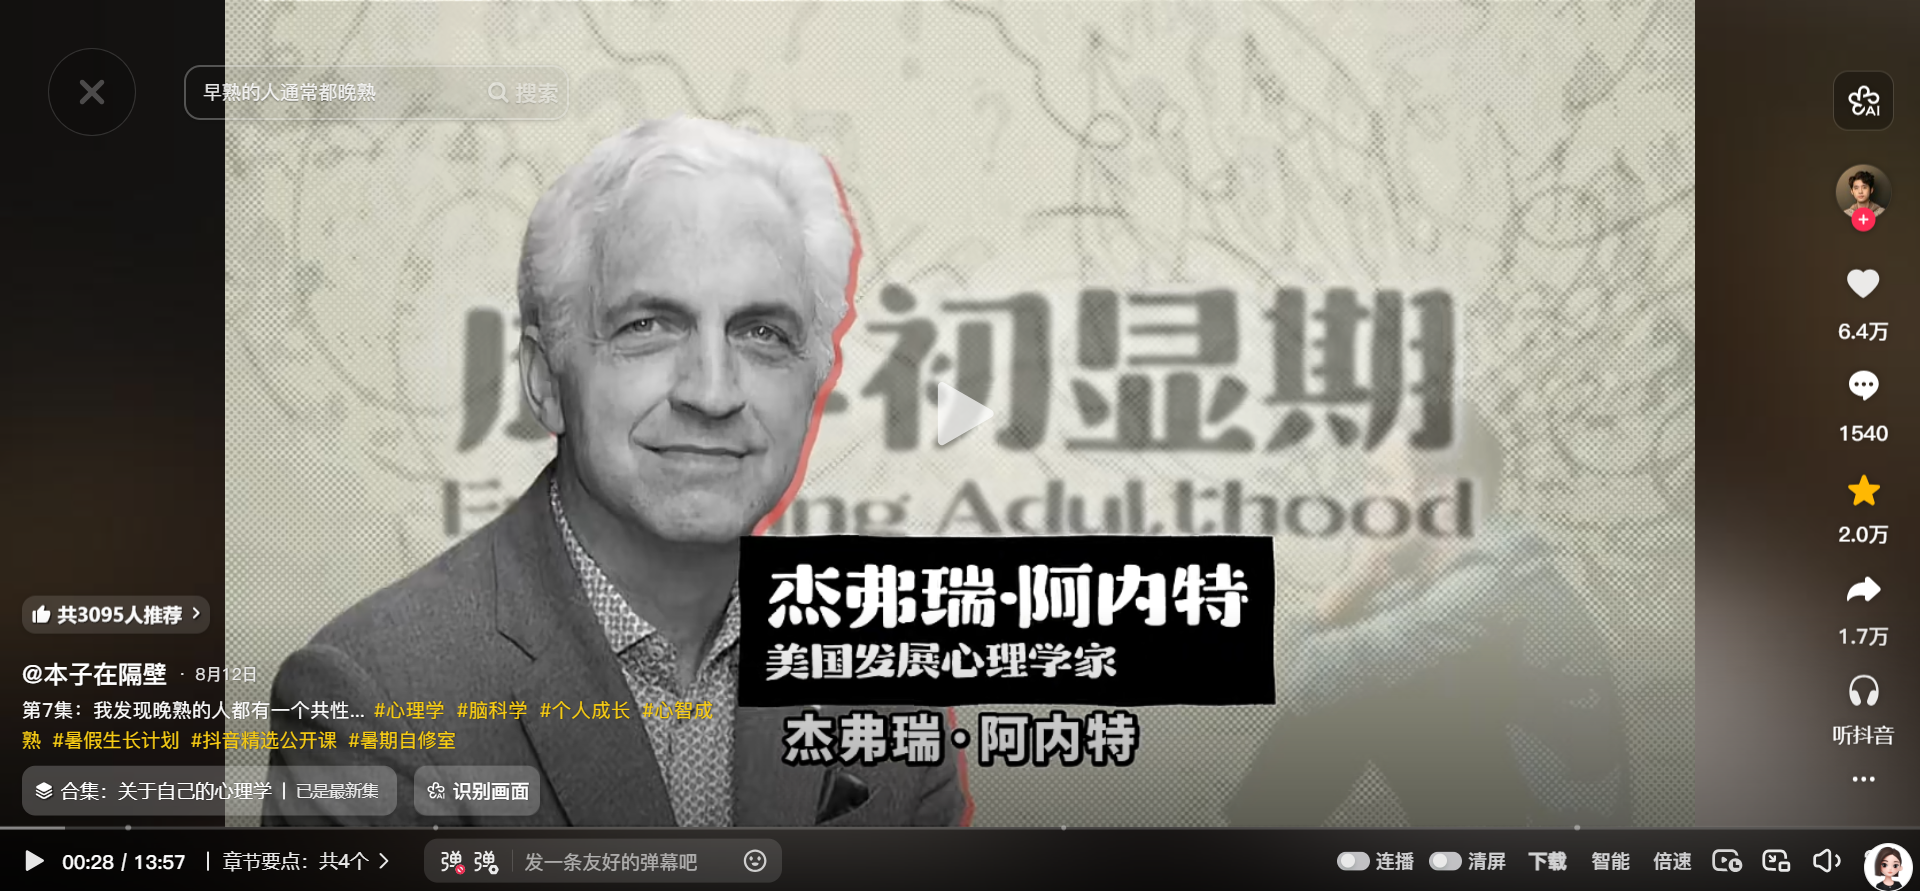 早熟的人通常都晚熟
搜索
AI
初显期
Adulthood
杰弗瑞·阿内特
美国发展心理学家
杰弗瑞·阿内特
6.4万
1540
2.0万
1.7万
听抖音
共3095人推荐
@本子在隔壁 · 8月12日
第7集：我发现晚熟的人都有一个共性... #心理学 #脑科学 #个人成长 #心智成
熟 #暑假生长计划 #抖音精选公开课 #暑期自修室
合集：关于自己的心理学 | 已是最新集
识别画面
00:28 / 13:57 | 章节要点：共4个
弹 弹 发一条友好的弹幕吧
连播 清屏 下载 智能 倍速